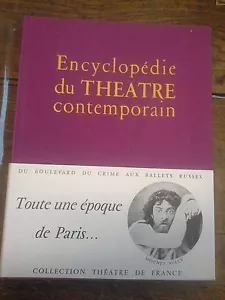 Encyclopédie
du THEATRE
contemporain
DU BOULEVARD DU CRIME AUX BALLETS RUSSES
Toute une époque
de Paris...
COLLECTION THÉATRE DE FRANCE